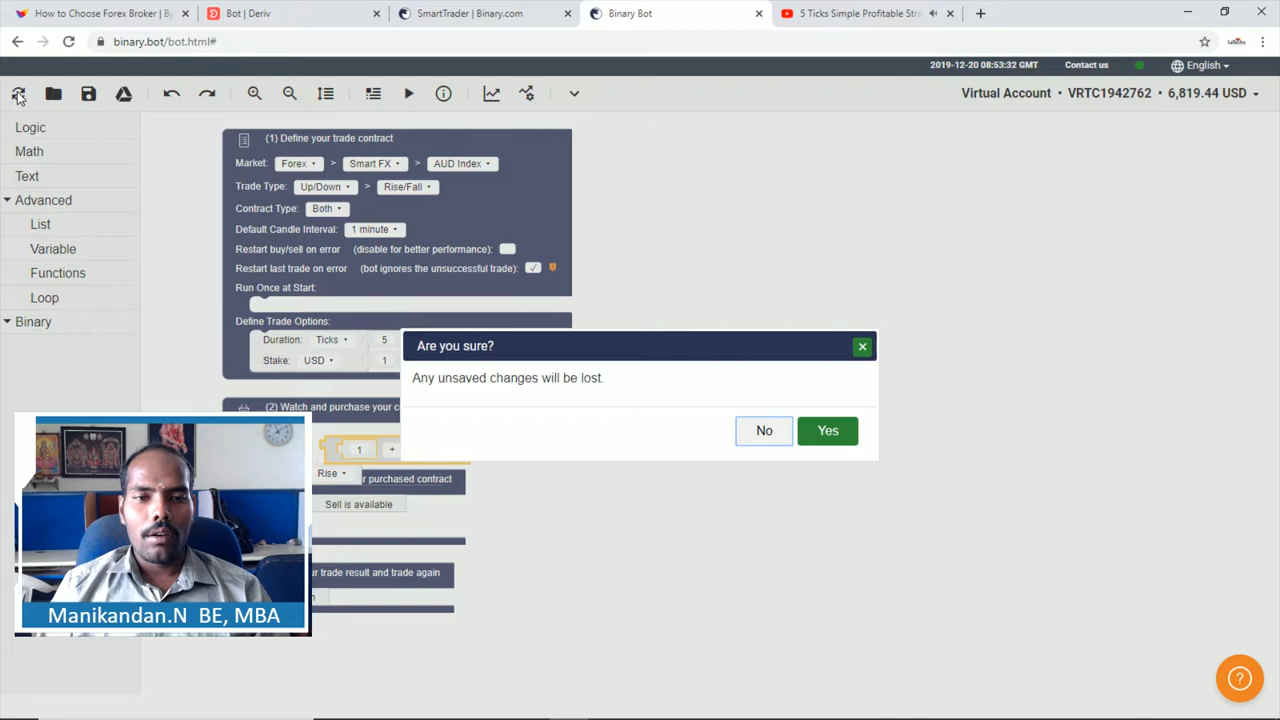 How to Choose Forex Broker | By
Bot | Deriv
SmartTrader | Binary.com
Binary Bot
5 Ticks Simple Profitable Stra
binary.bot/bot.html#
2019-12-20 08:53:32 GMT
Contact us
English
Virtual Account • VRTC1942762 • 6,819.44 USD
Logic
Math
Text
Advanced
List
Variable
Functions
Loop
Binary
(1) Define your trade contract
Market: Forex > Smart FX > AUD Index
Trade Type: Up/Down > Rise/Fall
Contract Type: Both
Default Candle Interval: 1 minute
Restart buy/sell on error (disable for better performance):
Restart last trade on error (bot ignores the unsuccessful trade): ✓
Run Once at Start:
Define Trade Options:
Duration: Ticks 5
Stake: USD 1
Are you sure?
Any unsaved changes will be lost.
No
Yes
(2) Watch and purchase your co
1 +
Rise
r purchased contract
Sell is available
ur trade result and trade again
Manikandan.N BE, MBA
?